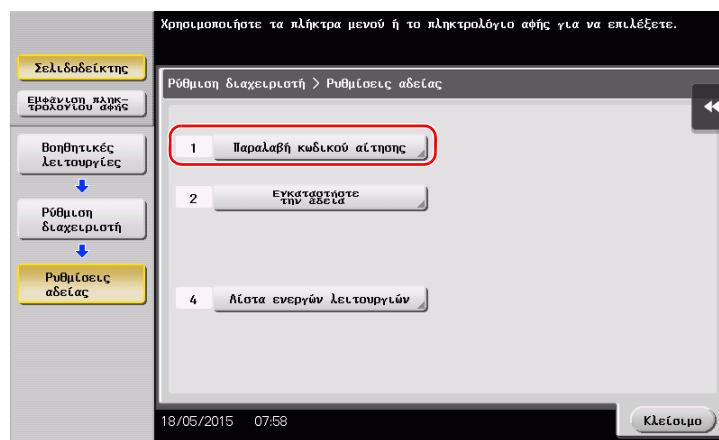 Χρησιμοποιήστε τα πλήκτρα μενού ή το πληκτρολόγιο αφής για να επιλέξετε.
Σελιδοδείκτης
Εμφάνιση πληκ-
τρολογίου αφής
Ρύθμιση διαχειριστή > Ρυθμίσεις αδείας
Βοηθητικές
λειτουργίες
1 Παραλαβή κωδικού αίτησης
2 Εγκαταστήστε
την άδεια
Ρύθμιση
διαχειριστή
Ρυθμίσεις
αδείας
4 Λίστα ενεργών λειτουργιών
18/05/2015 07:58
Κλείσιμο